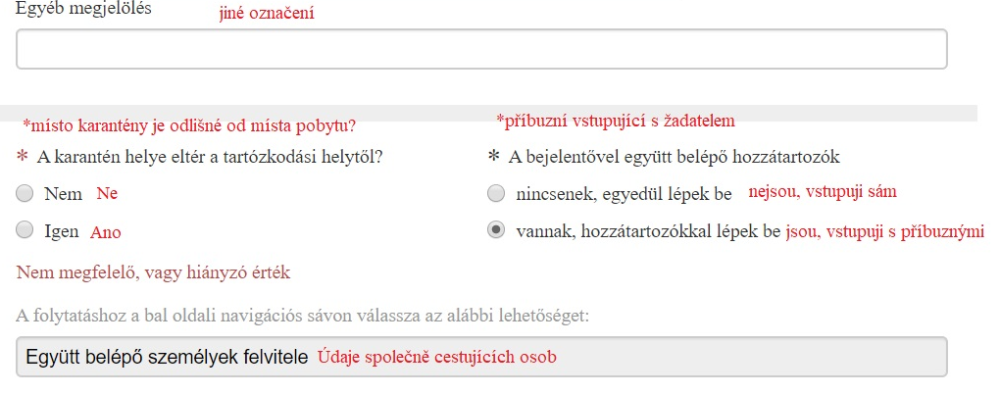 Egyéb megjelölés jiné označení
*místo karantény je odlišné od místa pobytu?
* A karantén helye eltér a tartózkodási helytől?
Nem Ne
Igen Ano
Nem megfelelő, vagy hiányzó érték
*příbuzní vstupující s žadatelem
* A bejelentővel együtt belépő hozzátartozók
nincsenek, egyedül lépek be nejsou, vstupuji sám
vannak, hozzátartozókkal lépek be jsou, vstupuji s příbuznými
A folytatáshoz a bal oldali navigációs sávon válassza az alábbi lehetőséget:
Együtt belépő személyek felvitele Údaje společně cestujících osob